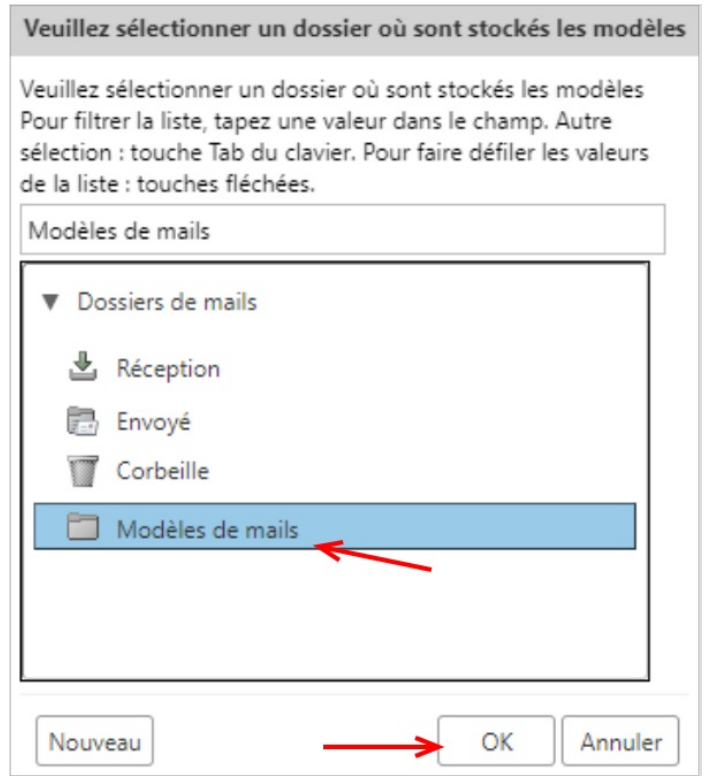 Veuillez sélectionner un dossier où sont stockés les modèles
Veuillez sélectionner un dossier où sont stockés les modèles
Pour filtrer la liste, tapez une valeur dans le champ. Autre
sélection : touche Tab du clavier. Pour faire défiler les valeurs
de la liste : touches fléchées.
Modèles de mails
Dossiers de mails
Réception
Envoyé
Corbeille
Modèles de mails
Nouveau OK Annuler